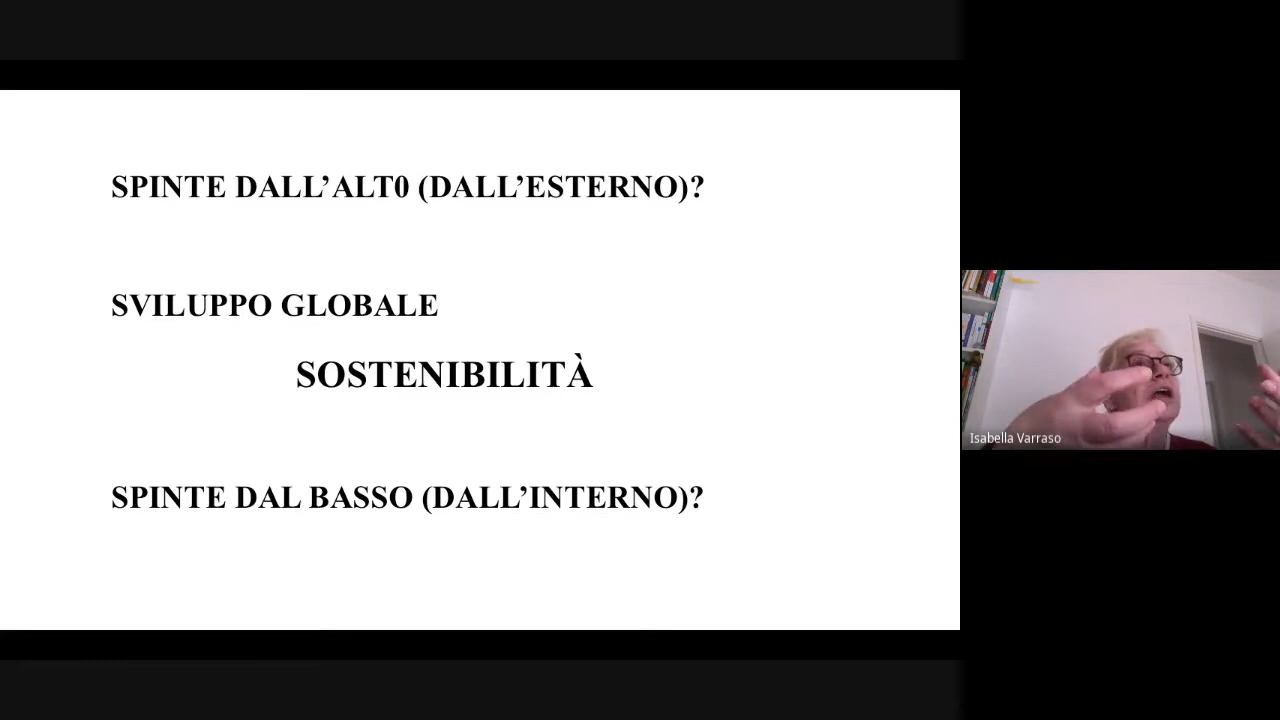 SPINTE DALL’ALT0 (DALL’ESTERNO)?
SVILUPPO GLOBALE
SOSTENIBILITÀ
SPINTE DAL BASSO (DALL’INTERNO)?
Isabella Varraso